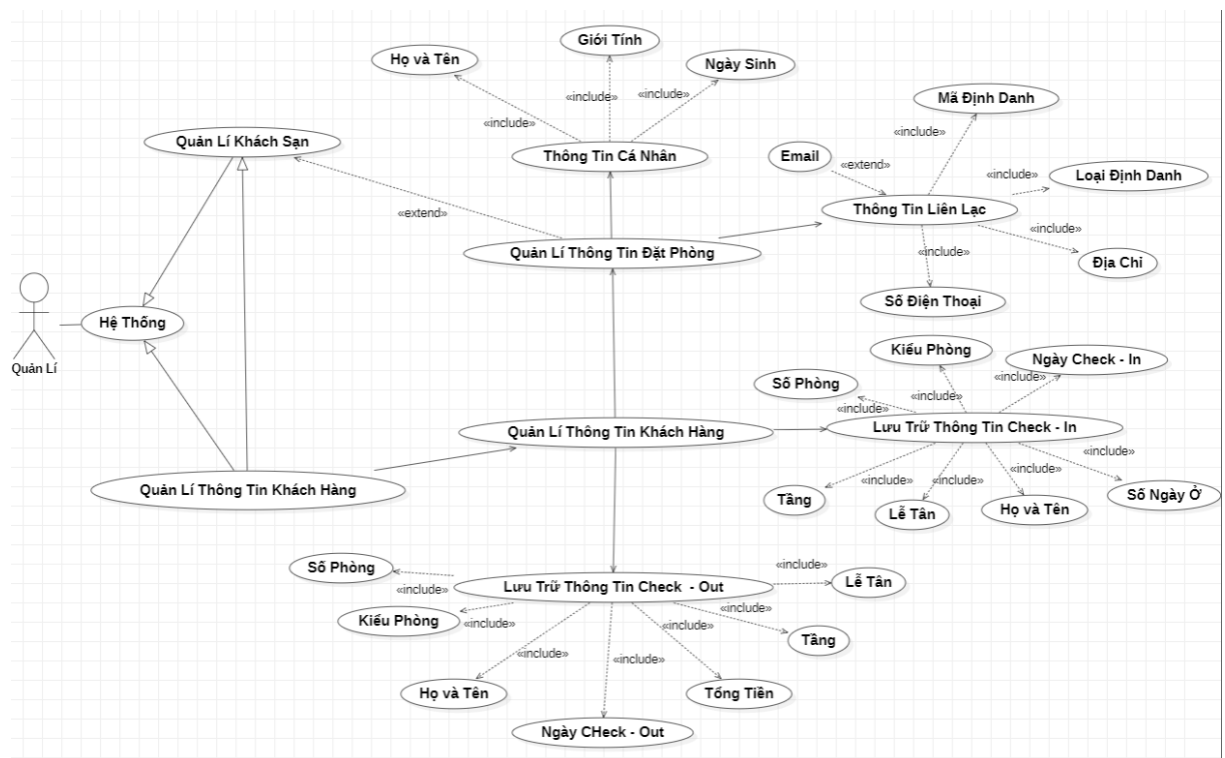 Giới Tính
Họ và Tên
Ngày Sinh
«include»
«include»
«include»
Mã Định Danh
«include»
Quản Lí Khách Sạn
Thông Tin Cá Nhân
Email
«extend»
«include»
Loại Định Danh
«extend»
Thông Tin Liên Lạc
«include»
Quản Lí Thông Tin Đặt Phòng
«include»
Địa Chỉ
Số Điện Thoại
Hệ Thống
Quản Lí
Kiểu Phòng
Ngày Check - In
«include»
Số Phòng
«include»
«include»
Quản Lí Thông Tin Khách Hàng
Lưu Trữ Thông Tin Check - In
«include»
«include»
«include»
«include»
Quản Lí Thông Tin Khách Hàng
Tầng
Lễ Tân
Họ và Tên
Số Ngày Ở
Số Phòng
«include»
Lưu Trữ Thông Tin Check - Out
«include»
Lễ Tân
Kiểu Phòng
«include»
«include»
«include»
Tầng
«include»
«include»
Họ và Tên
Tổng Tiền
Ngày CHeck - Out